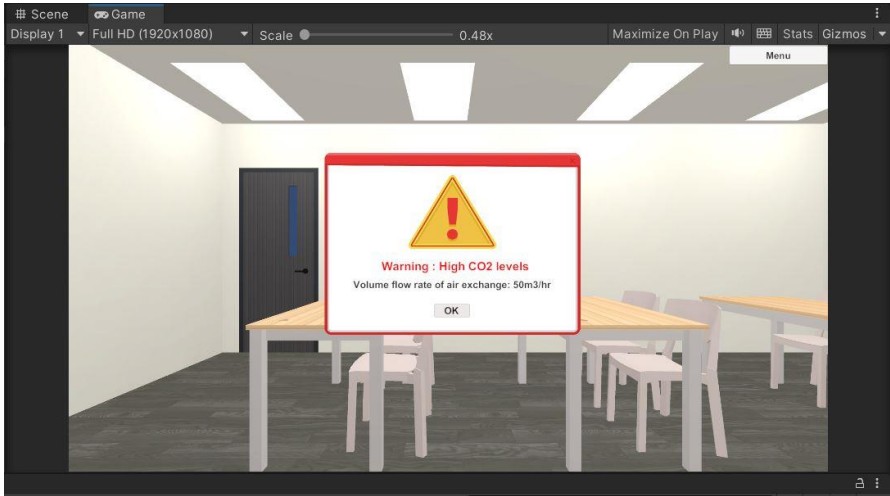 Scene Game
Display 1 Full HD (1920x1080) Scale 0.48x Maximize On Play Stats Gizmos
Menu
Warning : High CO2 levels
Volume flow rate of air exchange: 50m3/hr
OK